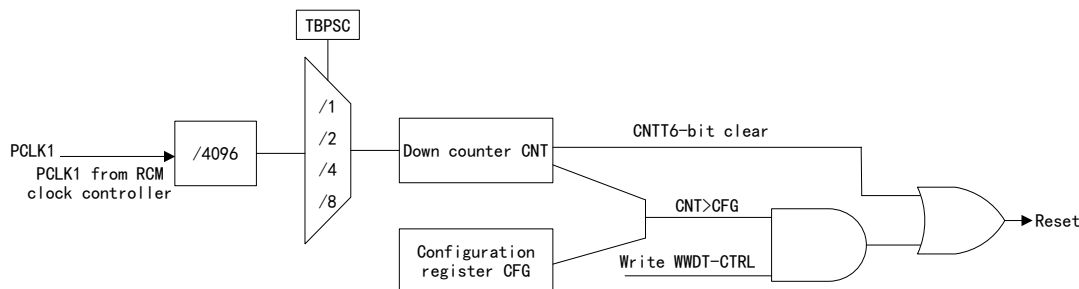 TBPSC
/1
/2
/4
/8
PCLK1
PCLK1 from RCM
clock controller
/4096
Down counter CNT
CNTT6-bit clear
CNT>CFG
Configuration
register CFG
Write WWDT-CTRL
Reset